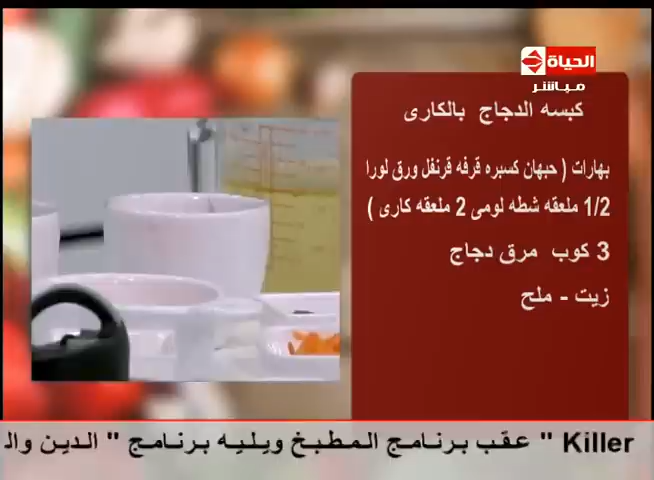 الحياة
مباشر
كبسه الدجاج بالكارى
بهارات ( حبهان كسبره قرفه قرنفل ورق لورا
1/2 ملعقه شطه لومى 2 ملعقه كارى )
3 كوب مرق دجاج
زيت - ملح
Killer " عقب برنامج المطبخ ويليه برنامج " الدين وال